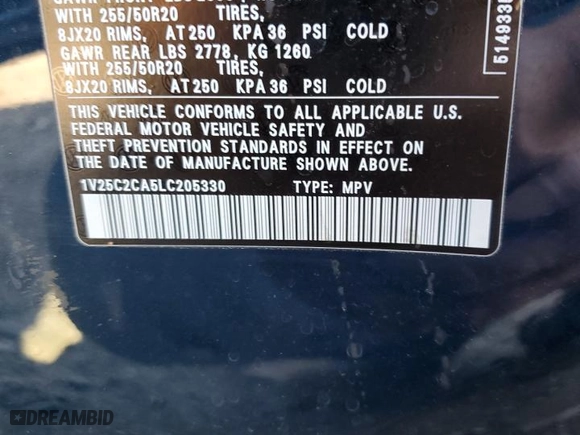 WITH 255/50R20 TIRES,
8JX20 RIMS, AT 250 KPA 36 PSI COLD
GAWR REAR LBS 2778, KG 1260
WITH 255/50R20 TIRES,
8JX20 RIMS, AT 250 KPA 36 PSI COLD
THIS VEHICLE CONFORMS TO ALL APPLICABLE U.S.
FEDERAL MOTOR VEHICLE SAFETY AND
THEFT PREVENTION STANDARDS IN EFFECT ON
THE DATE OF MANUFACTURE SHOWN ABOVE.
1V25C2CA5LC205330 TYPE: MPV
DREAMBID